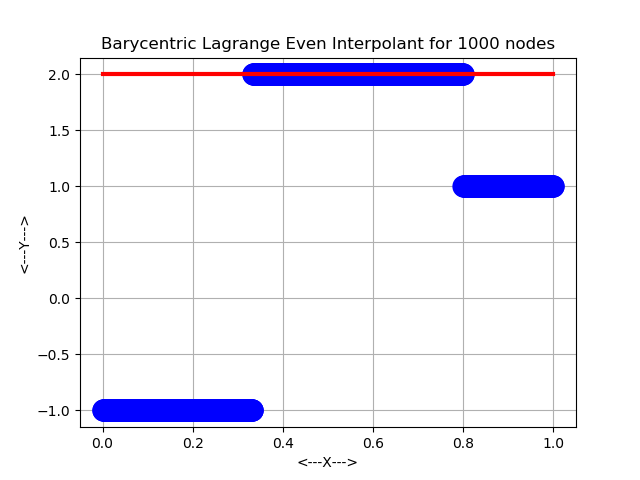 Barycentric Lagrange Even Interpolant for 1000 nodes
2.0
1.5
1.0
0.5
0.0
−0.5
−1.0
<---Y--->
0.0 0.2 0.4 0.6 0.8 1.0
<---X--->